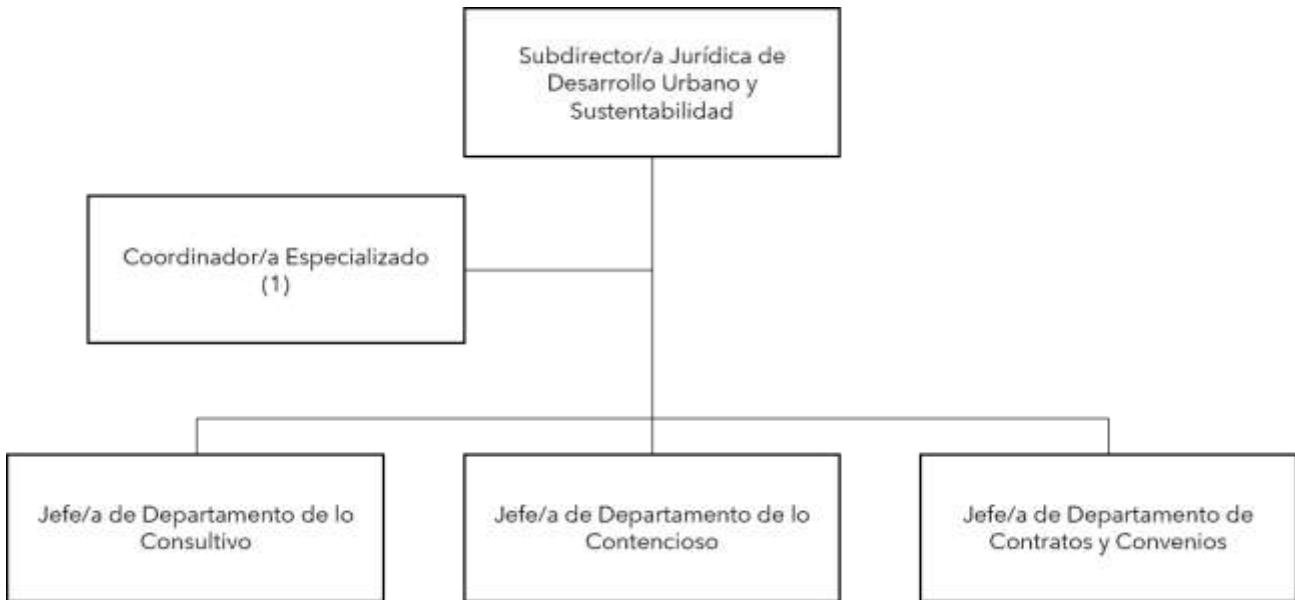 Subdirector/a Jurídica de
Desarrollo Urbano y
Sustentabilidad
Coordinador/a Especializado
(1)
Jefe/a de Departamento de lo
Consultivo
Jefe/a de Departamento de lo
Contencioso
Jefe/a de Departamento de
Contratos y Convenios